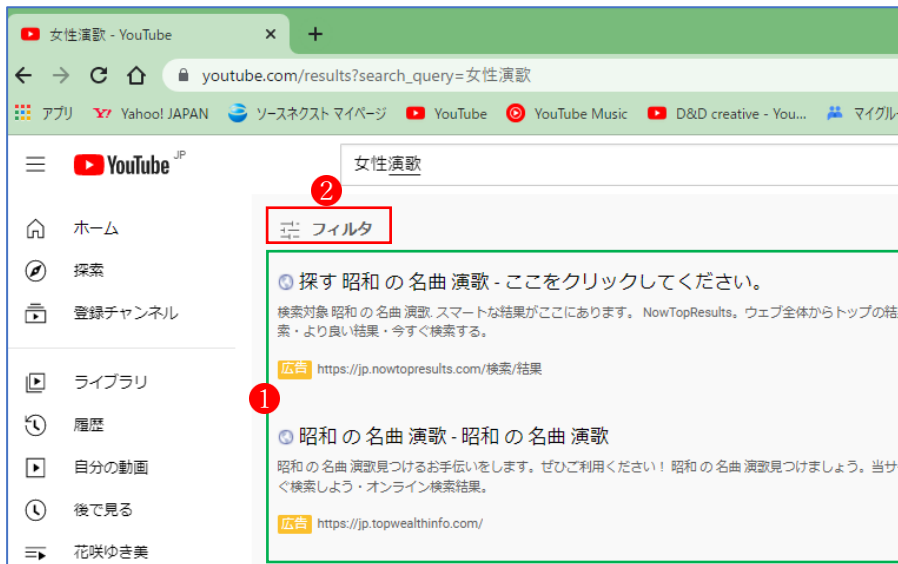 女性演歌 - YouTube
youtube.com/results?search_query=女性演歌
アプリ Yahoo! JAPAN ソースネクスト マイページ YouTube YouTube Music D&D creative - You... マイグル
YouTube JP
女性演歌
2
フィルタ
ホーム
探索
登録チャンネル
ライブラリ
履歴
自分の動画
後で見る
花咲ゆき美
1
探す 昭和 の 名曲 演歌 - ここをクリックしてください。
検索対象 昭和 の 名曲 演歌. スマートな結果がここにあります。 NowTopResults。ウェブ全体からトップの結
索・より良い結果・今すぐ検索する。
広告 https://jp.nowtopresults.com/検索/結果
昭和 の 名曲 演歌 - 昭和 の 名曲 演歌
昭和 の 名曲 演歌見つけるお手伝いをします。ぜひご利用ください！ 昭和 の 名曲 演歌見つけましょう。当サ
ぐ検索しよう・オンライン検索結果。
広告 https://jp.topwealthinfo.com/